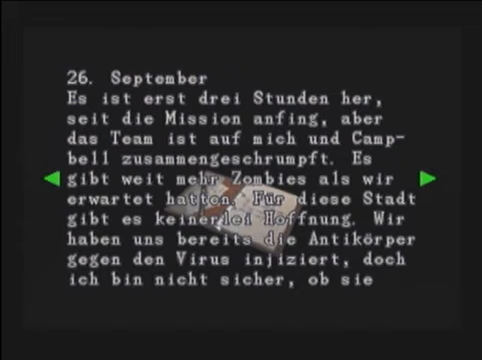 26. September
Es ist erst drei Stunden her,
seit die Mission anfing, aber
das Team ist auf mich und Camp-
bell zusammengeschrumpft. Es
gibt weit mehr Zombies als wir
erwartet hatten. Für diese Stadt
gibt es keinerlei Hoffnung. Wir
haben uns bereits die Antikörper
gegen den Virus injiziert, doch
ich bin nicht sicher, ob sie